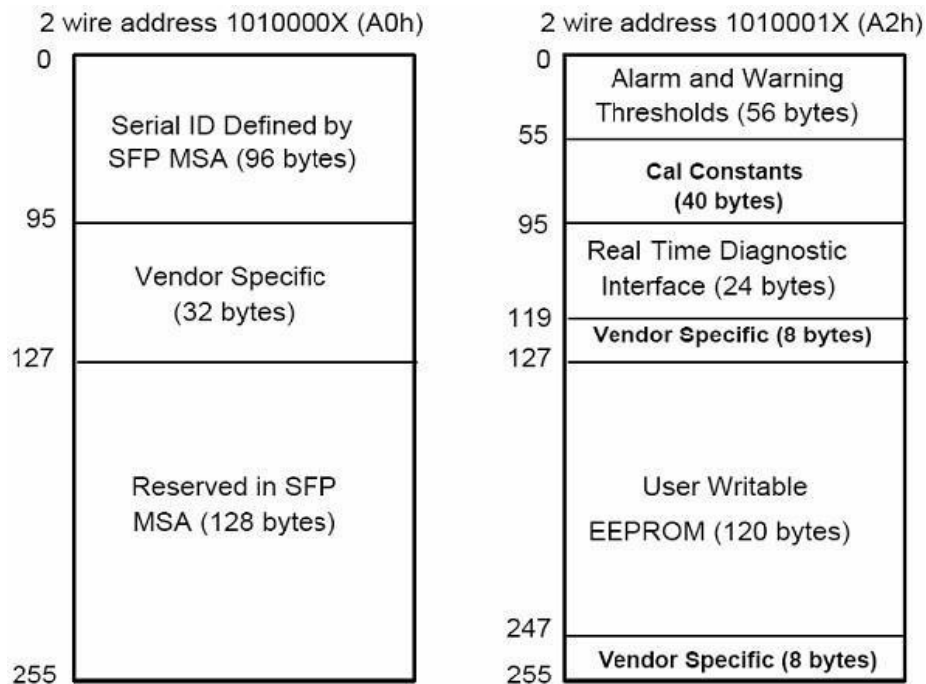 2 wire address 1010000X (A0h)
0
Serial ID Defined by
SFP MSA (96 bytes)
95
Vendor Specific
(32 bytes)
127
Reserved in SFP
MSA (128 bytes)
255
2 wire address 1010001X (A2h)
0
Alarm and Warning
Thresholds (56 bytes)
55
Cal Constants
(40 bytes)
95
Real Time Diagnostic
Interface (24 bytes)
119
Vendor Specific (8 bytes)
127
User Writable
EEPROM (120 bytes)
247
Vendor Specific (8 bytes)
255